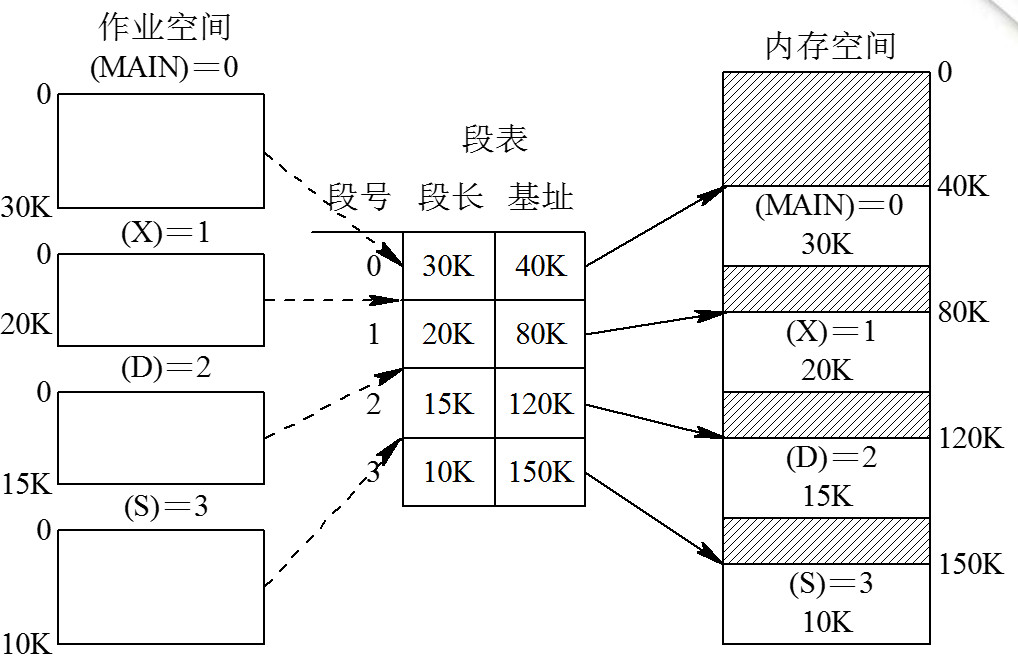 作业空间
(MAIN)＝0
0
30K
(X)＝1
0
20K
(D)＝2
0
15K
(S)＝3
0
10K
段表
段号 段长 基址
0 30K 40K
1 20K 80K
2 15K 120K
3 10K 150K
内存空间
0
40K
(MAIN)＝0
30K
80K
(X)＝1
20K
120K
(D)＝2
15K
150K
(S)＝3
10K